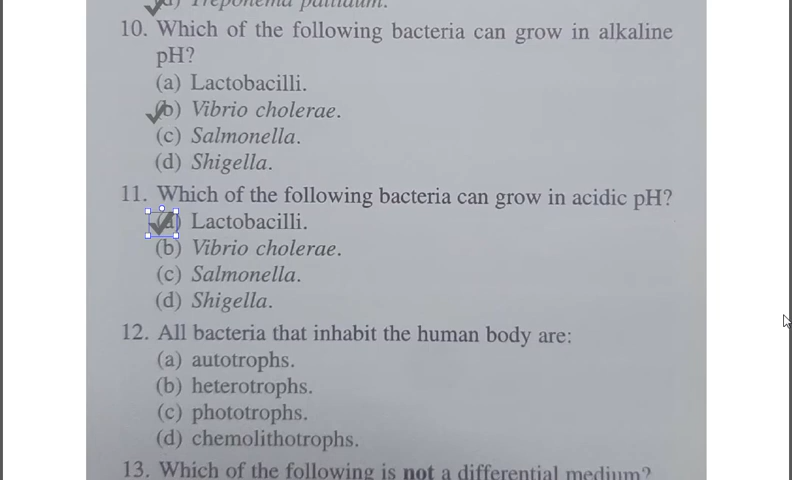 (a) Treponema pallidum.
10. Which of the following bacteria can grow in alkaline
pH?
(a) Lactobacilli.
(b) Vibrio cholerae.
(c) Salmonella.
(d) Shigella.
11. Which of the following bacteria can grow in acidic pH?
(a) Lactobacilli.
(b) Vibrio cholerae.
(c) Salmonella.
(d) Shigella.
12. All bacteria that inhabit the human body are:
(a) autotrophs.
(b) heterotrophs.
(c) phototrophs.
(d) chemolithotrophs.
13. Which of the following is not a differential medium?